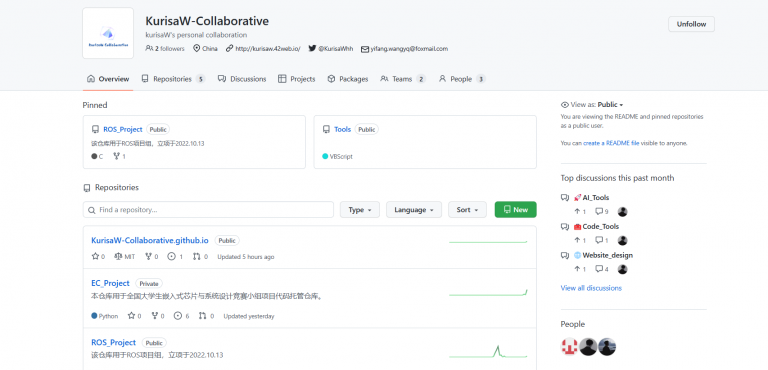 KurisaW-Collaborative
KurisaW-Collaborative
kurisaW's personal collaboration
2 followers China http://kurisaw.42web.io/ @KurisaWhh yifang.wangyq@foxmail.com
Unfollow
Overview Repositories 5 Discussions Projects Packages Teams 2 People 3
Pinned
ROS_Project Public
该仓库用于ROS项目组，立项于2022.10.13
C 1
Tools Public
VBScript
Repositories
Find a repository...
Type Language Sort New
KurisaW-Collaborative.github.io Public
0 MIT 0 1 0 Updated 5 hours ago
EC_Project Private
本仓库用于全国大学生嵌入式芯片与系统设计竞赛小组项目代码托管仓库。
Python 0 0 6 0 Updated yesterday
ROS_Project Public
该仓库用于ROS项目组，立项于2022.10.13
View as: Public
You are viewing the README and pinned repositories
as a public user.
You can create a README file visible to anyone.
Top discussions this past month
🚀AI_Tools
1 9
🧰Code_Tools
1 1
🌐Website_design
1 4
View all discussions
People